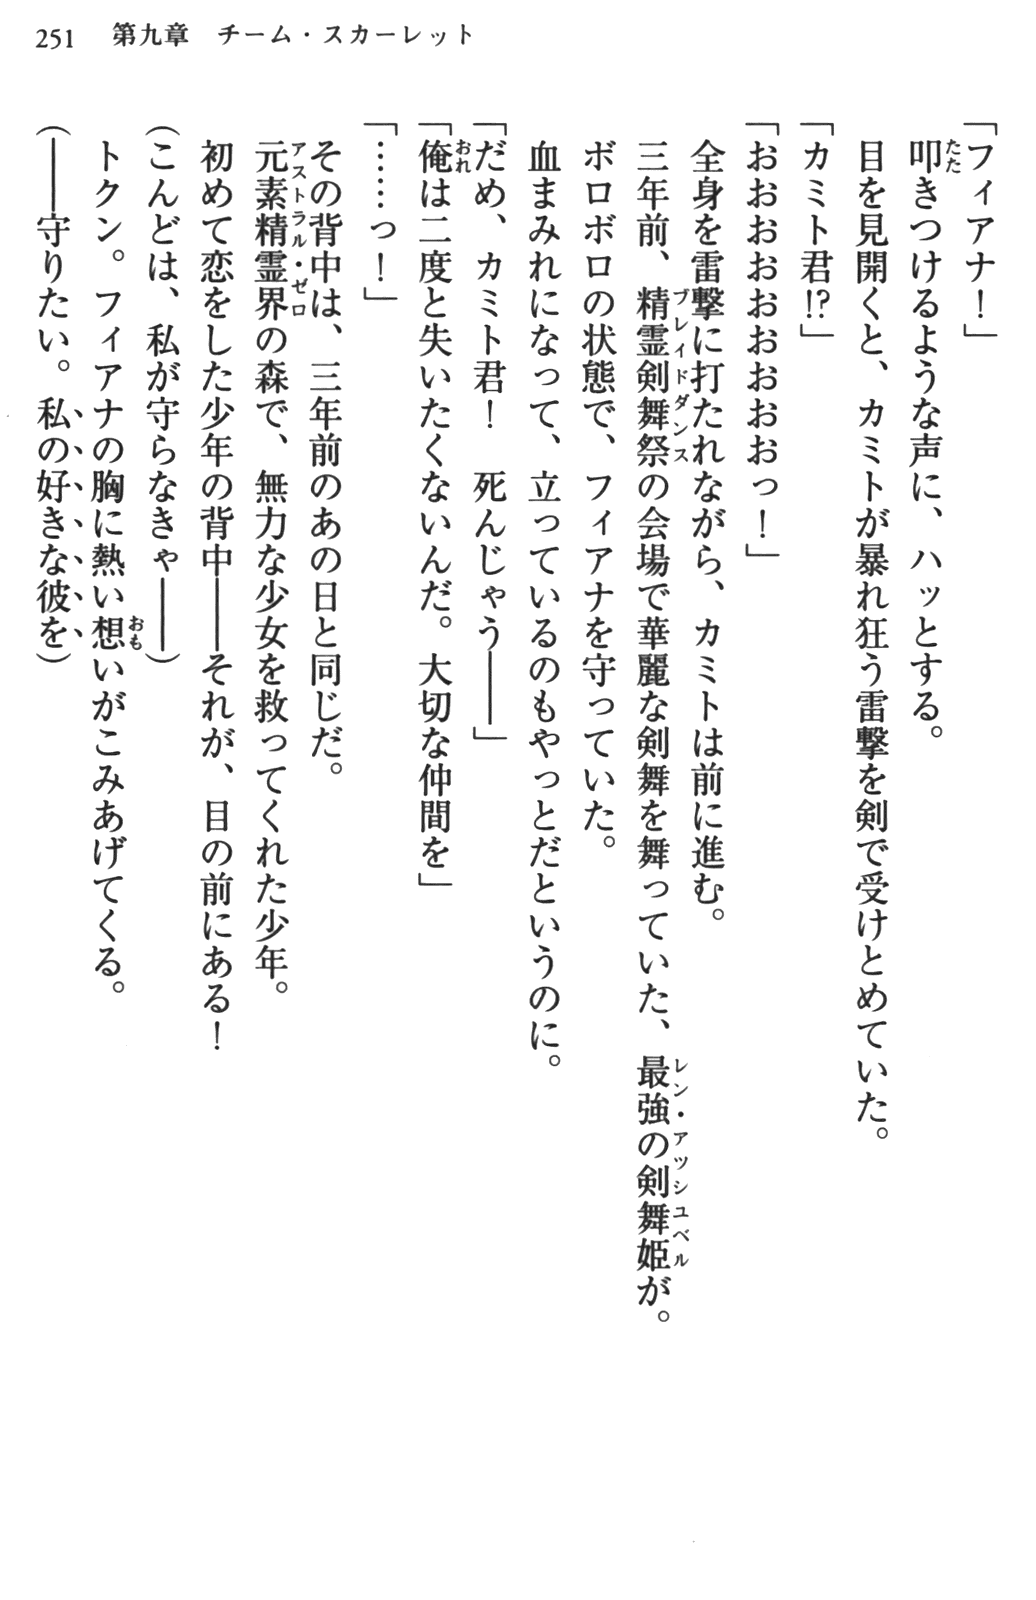 251 第九章 チーム・スカーレット
「フィアナ！」
叩きつけるような声に、ハッとする。
目を見開くと、カミトが暴れ狂う雷撃を剣で受けとめていた。
「カミト君!?」
「おおおおおおおおおっ！」
全身を雷撃に打たれながら、カミトは前に進む。
三年前、精霊剣舞祭の会場で華麗な剣舞を舞っていた、最強の剣舞姫が。
ボロボロの状態で、フィアナを守っていた。
血まみれになって、立っているのもやっとだというのに。
「だめ、カミト君！　死んじゃう――」
「俺は二度と失いたくないんだ。大切な仲間を」
「……っ！」
その背中は、三年前のあの日と同じだ。
元素精霊界の森で、無力な少女を救ってくれた少年。
初めて恋をした少年の背中――それが、目の前にある！
（こんどは、私が守らなきゃ――）
トクン。フィアナの胸に熱い想いがこみあげてくる。
（――守りたい。私の好きな彼を）